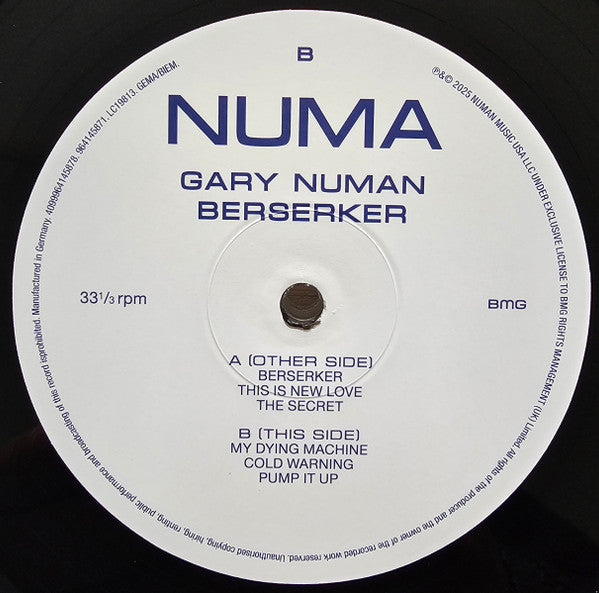 B
NUMA
GARY NUMAN
BERSERKER
33 1/3 rpm
BMG
A (OTHER SIDE)
BERSERKER
THIS IS NEW LOVE
THE SECRET
B (THIS SIDE)
MY DYING MACHINE
COLD WARNING
PUMP IT UP
℗&© 2025 NUMAN MUSIC USA LLC UNDER EXCLUSIVE LICENSE TO BMG RIGHTS MANAGEMENT (UK) Limited. All rights of the producer and the owner of the recorded work reserved. Unauthorised copying, hiring, renting, public performance and broadcasting of this record isprohibited. Manufactured in Germany. 4099964145878. 964145871. LC19813. GEMA/BIEM.